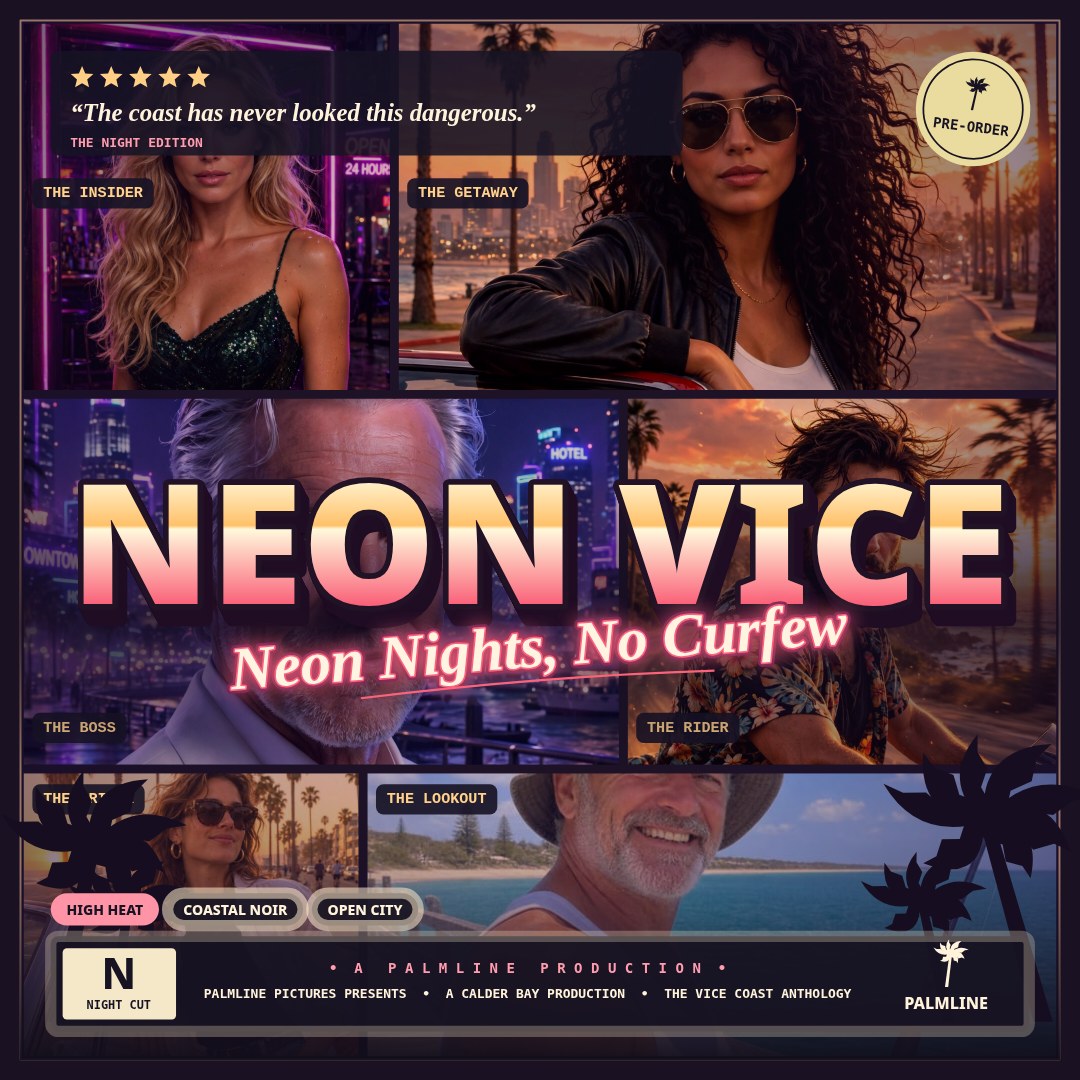 “The coast has never looked this dangerous.”
THE NIGHT EDITION
PRE-ORDER
OPEN
24 HOURS
THE INSIDER
THE GETAWAY
HOTEL
NEON VICE
Neon Nights, No Curfew
THE BOSS
THE RIDER
THE
THE LOOKOUT
HIGH HEAT
COASTAL NOIR
OPEN CITY
N
NIGHT CUT
• A PALMLINE PRODUCTION •
PALMLINE PICTURES PRESENTS • A CALDER BAY PRODUCTION • THE VICE COAST ANTHOLOGY
PALMLINE